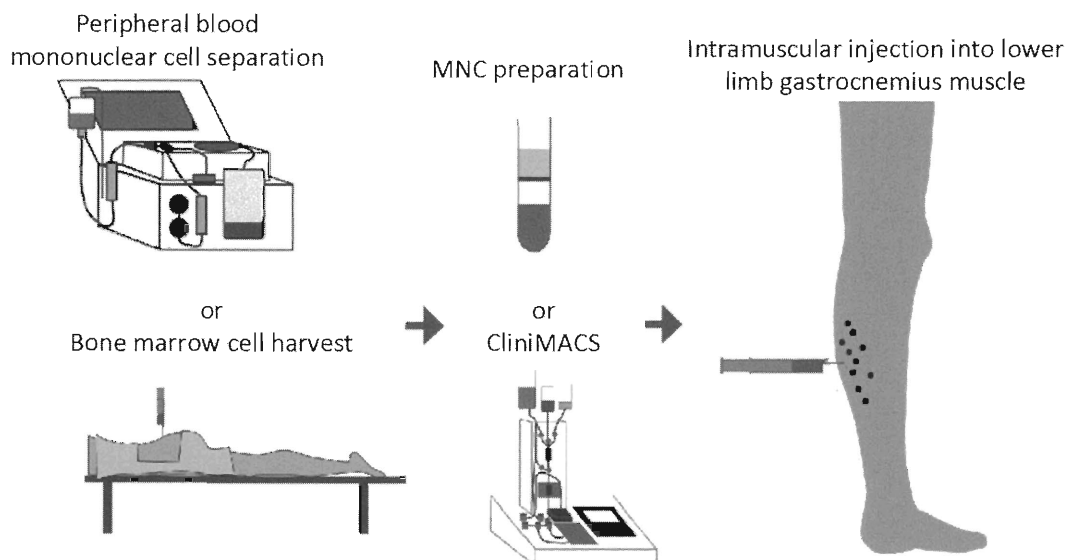 Peripheral blood
mononuclear cell separation
or
Bone marrow cell harvest
MNC preparation
or
CliniMACS
Intramuscular injection into lower
limb gastrocnemius muscle